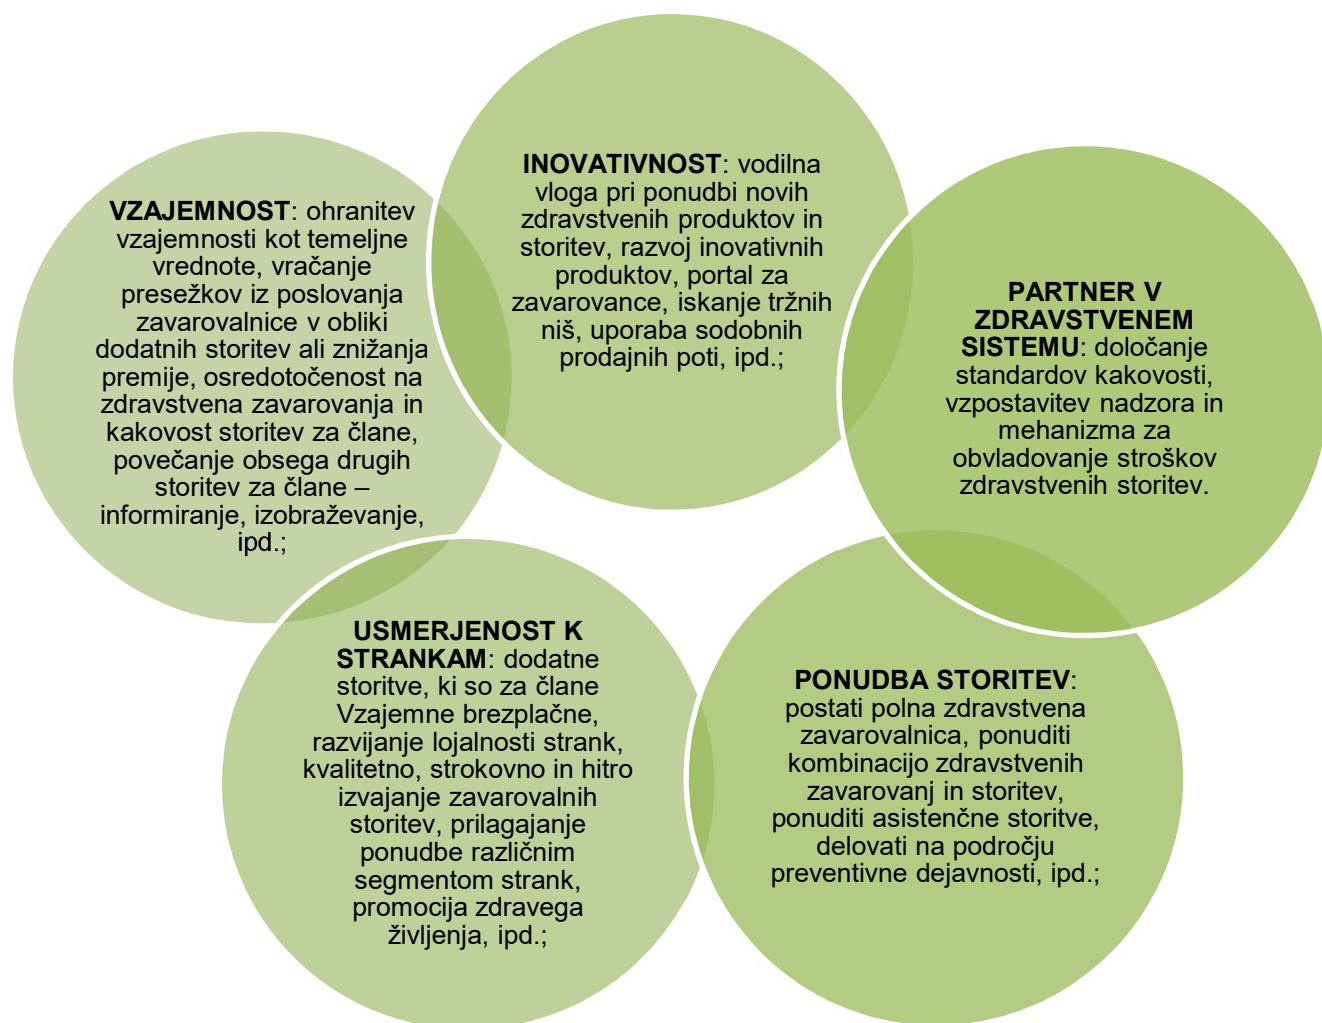 VZAJEMNOST: ohranitev
vzajemnosti kot temeljne
vrednote, vračanje
presežkov iz poslovanja
zavarovalnice v obliki
dodatnih storitev ali znižanja
premije, osredotočenost na
zdravstvena zavarovanja in
kakovost storitev za člane,
povečanje obsega drugih
storitev za člane –
informiranje, izobraževanje,
ipd.;
INOVATIVNOST: vodilna
vloga pri ponudbi novih
zdravstvenih produktov in
storitev, razvoj inovativnih
produktov, portal za
zavarovance, iskanje tržnih
niš, uporaba sodobnih
prodajnih poti, ipd.;
PARTNER V
ZDRAVSTVENEM
SISTEMU: določanje
standardov kakovosti,
vzpostavitev nadzora in
mehanizma za
obvladovanje stroškov
zdravstvenih storitev.
USMERJENOST K
STRANKAM: dodatne
storitve, ki so za člane
Vzajemne brezplačne,
razvijanje lojalnosti strank,
kvalitetno, strokovno in hitro
izvajanje zavarovalnih
storitev, prilagajanje
ponudbe različnim
segmentom strank,
promocija zdravega
življenja, ipd.;
PONUDBA STORITEV:
postati polna zdravstvena
zavarovalnica, ponuditi
kombinacijo zdravstvenih
zavarovanj in storitev,
ponuditi asistenčne storitve,
delovati na področju
preventivne dejavnosti, ipd.;